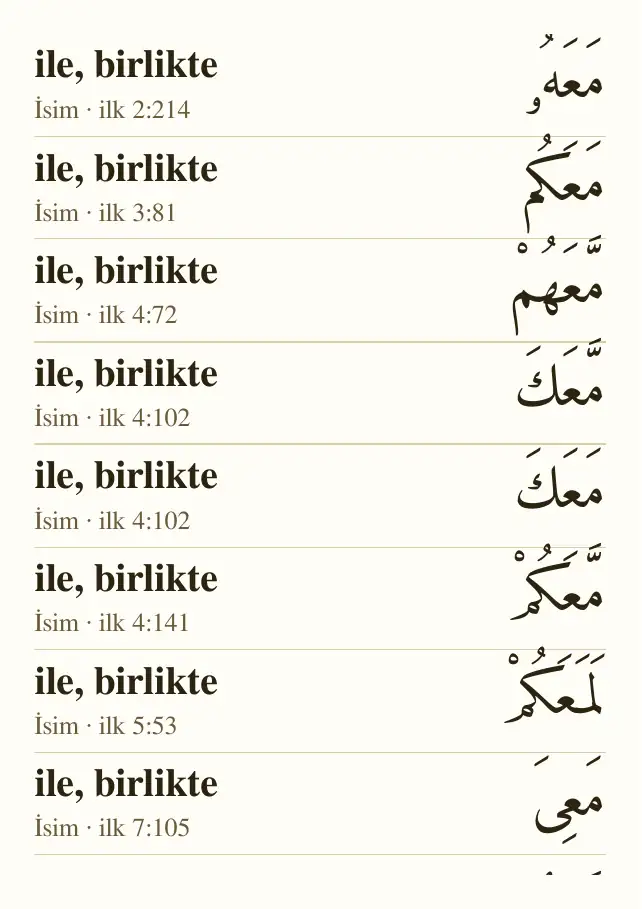 ile, birlikte
مَعَهُۥ
İsim · ilk 2:214
ile, birlikte
مَعَكُم
İsim · ilk 3:81
ile, birlikte
مَّعَهُمْ
İsim · ilk 4:72
ile, birlikte
مَّعَكَ
İsim · ilk 4:102
ile, birlikte
مَعَكَ
İsim · ilk 4:102
ile, birlikte
مَّعَكُمْ
İsim · ilk 4:141
ile, birlikte
لَمَعَكُمْ
İsim · ilk 5:53
ile, birlikte
مَعِىَ
İsim · ilk 7:105